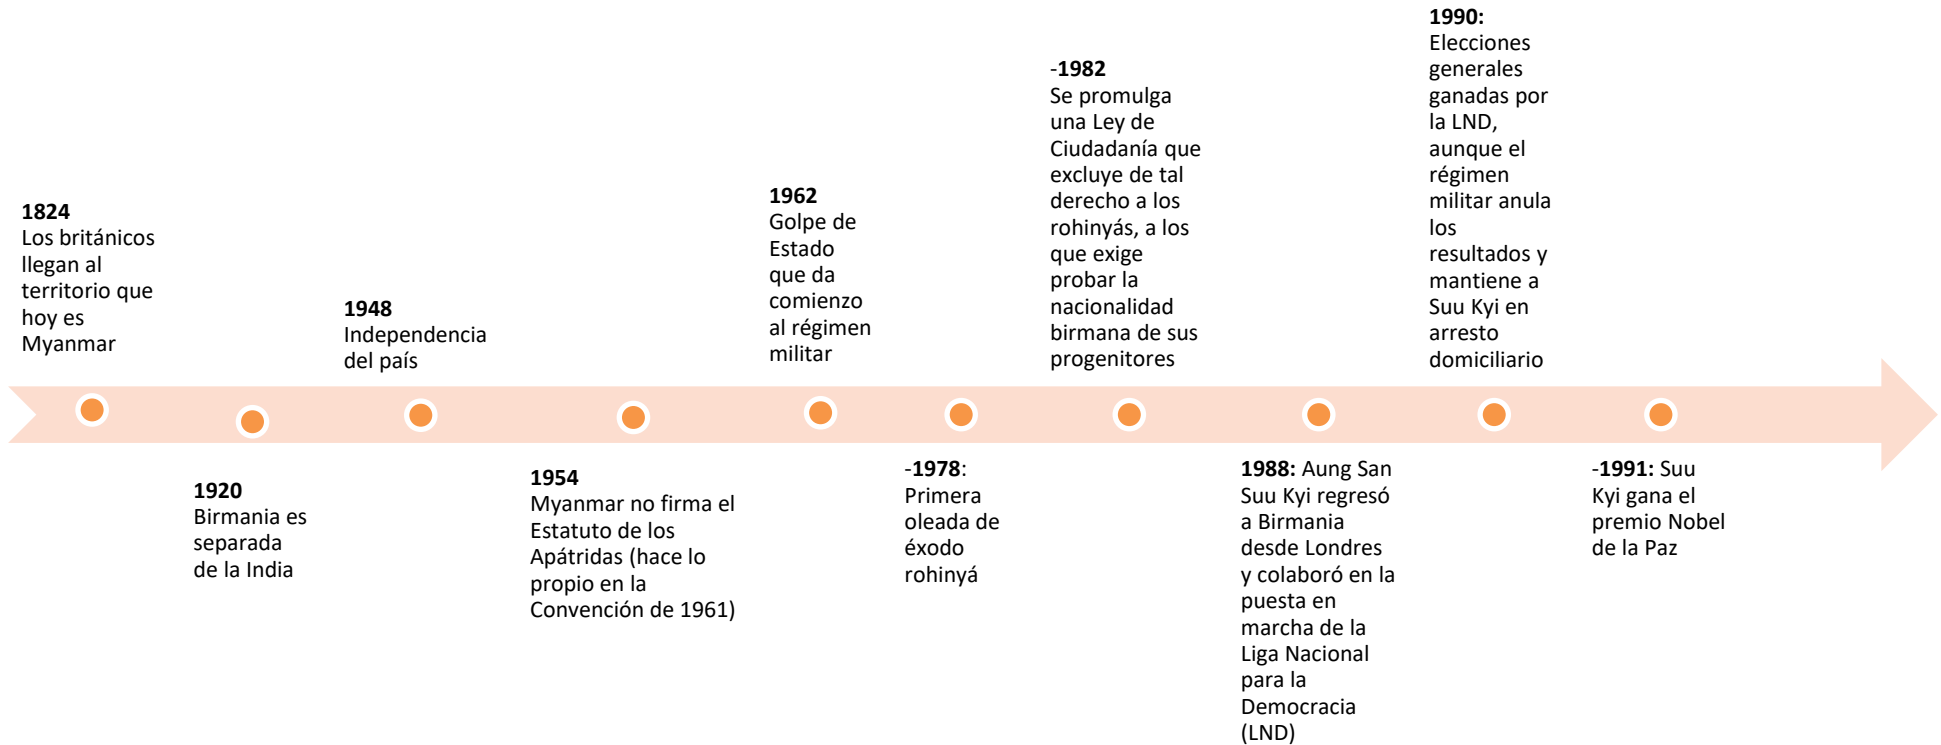 1824
Los británicos
llegan al
territorio que
hoy es
Myanmar
1920
Birmania es
separada
de la India
1948
Independencia
del país
1954
Myanmar no firma el
Estatuto de los
Apátridas (hace lo
propio en la
Convención de 1961)
1962
Golpe de
Estado
que da
comienzo
al régimen
militar
-1978:
Primera
oleada de
éxodo
rohinyá
-1982
Se promulga
una Ley de
Ciudadanía que
excluye de tal
derecho a los
rohinyás, a los
que exige
probar la
nacionalidad
birmana de sus
progenitores
1988: Aung San
Suu Kyi regresó
a Birmania
desde Londres
y colaboró en la
puesta en
marcha de la
Liga Nacional
para la
Democracia
(LND)
1990:
Elecciones
generales
ganadas por
la LND,
aunque el
régimen
militar anula
los
resultados y
mantiene a
Suu Kyi en
arresto
domiciliario
-1991: Suu
Kyi gana el
premio Nobel
de la Paz